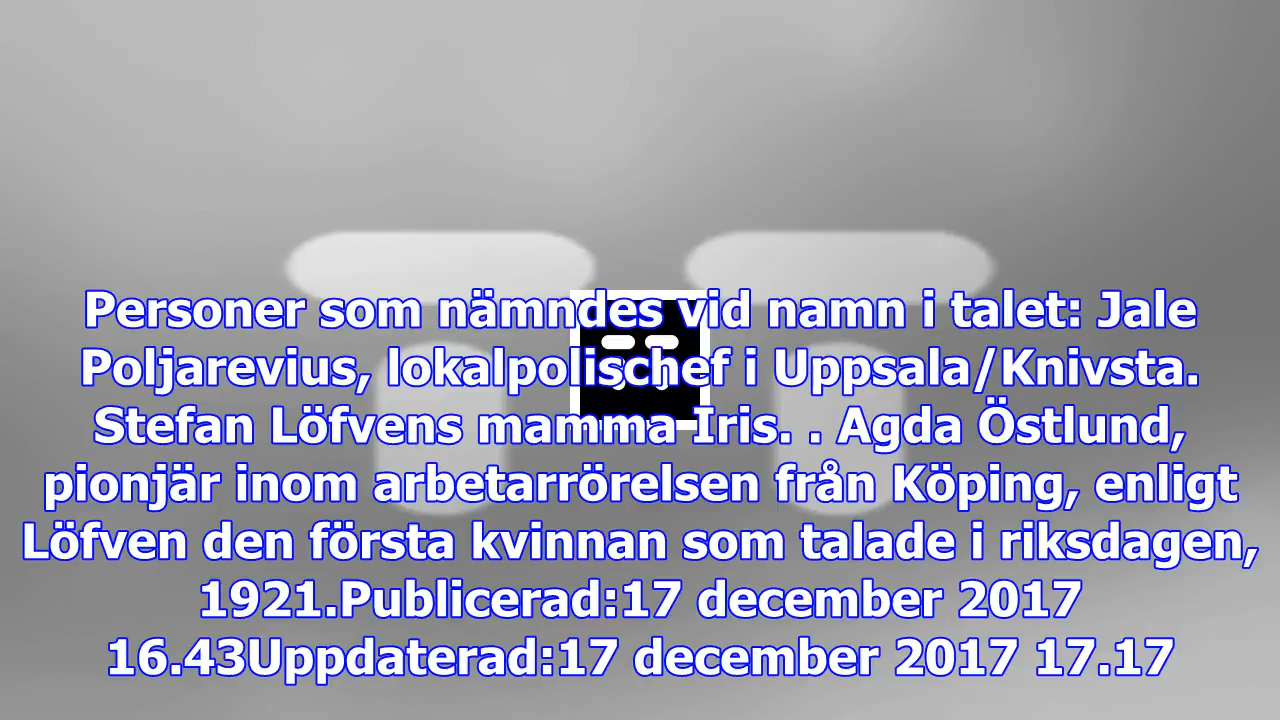 Personer som nämndes vid namn i talet: Jale
Poljarevius, lokalpolischef i Uppsala/Knivsta.
Stefan Löfvens mamma Iris. . Agda Östlund,
pionjär inom arbetarrörelsen från Köping, enligt
Löfven den första kvinnan som talade i riksdagen,
1921.Publicerad:17 december 2017
16.43Uppdaterad:17 december 2017 17.17